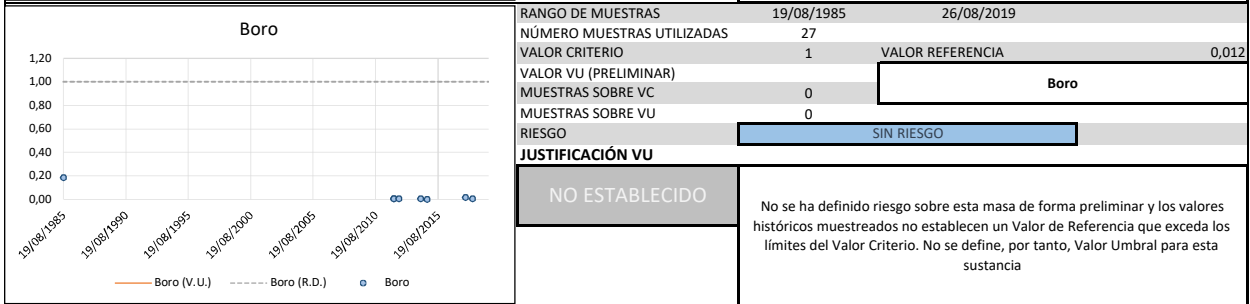 Boro
1,20
1,00
0,80
0,60
0,40
0,20
0,00
19/08/1985
19/08/1990
19/08/1995
19/08/2000
19/08/2005
19/08/2010
19/08/2015
Boro (V.U.) Boro (R.D.) Boro
RANGO DE MUESTRAS 19/08/1985 26/08/2019
NÚMERO MUESTRAS UTILIZADAS 27
VALOR CRITERIO 1 VALOR REFERENCIA 0,012
VALOR VU (PRELIMINAR)
Boro
MUESTRAS SOBRE VC 0
MUESTRAS SOBRE VU 0
RIESGO SIN RIESGO
JUSTIFICACIÓN VU
NO ESTABLECIDO
No se ha definido riesgo sobre esta masa de forma preliminar y los valores
históricos muestreados no establecen un Valor de Referencia que exceda los
límites del Valor Criterio. No se define, por tanto, Valor Umbral para esta
sustancia